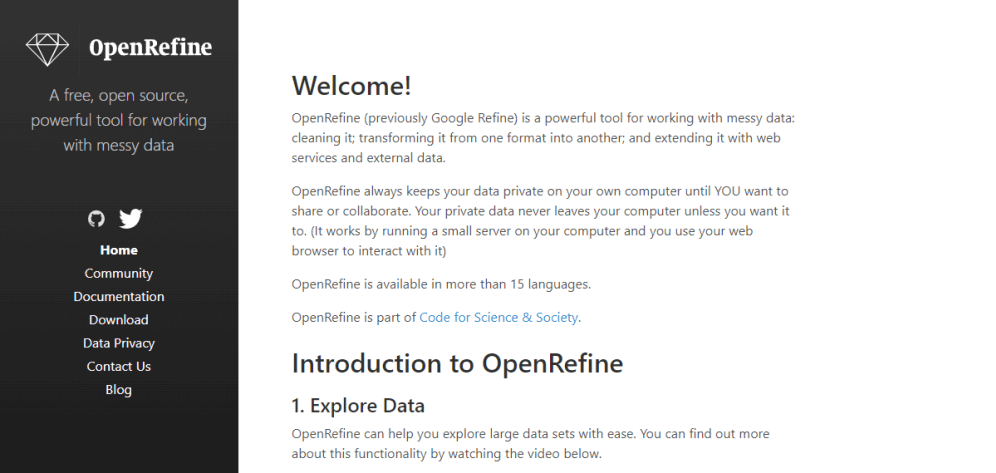 OpenRefine
A free, open source,
powerful tool for working
with messy data
Home
Community
Documentation
Download
Data Privacy
Contact Us
Blog
Welcome!
OpenRefine (previously Google Refine) is a powerful tool for working with messy data:
cleaning it; transforming it from one format into another; and extending it with web
services and external data.
OpenRefine always keeps your data private on your own computer until YOU want to
share or collaborate. Your private data never leaves your computer unless you want it
to. (It works by running a small server on your computer and you use your web
browser to interact with it)
OpenRefine is available in more than 15 languages.
OpenRefine is part of Code for Science & Society.
Introduction to OpenRefine
1. Explore Data
OpenRefine can help you explore large data sets with ease. You can find out more
about this functionality by watching the video below.